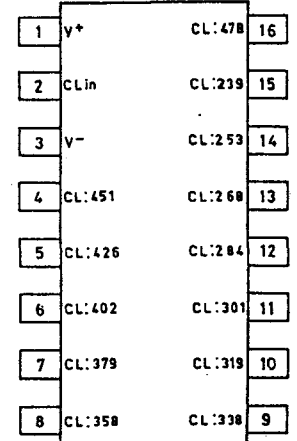 1 V+ CL:478 16
2 CLin CL:239 15
3 V- CL:253 14
4 CL:451 CL:268 13
5 CL:426 CL:284 12
6 CL:402 CL:301 11
7 CL:379 CL:319 10
8 CL:358 CL:338 9